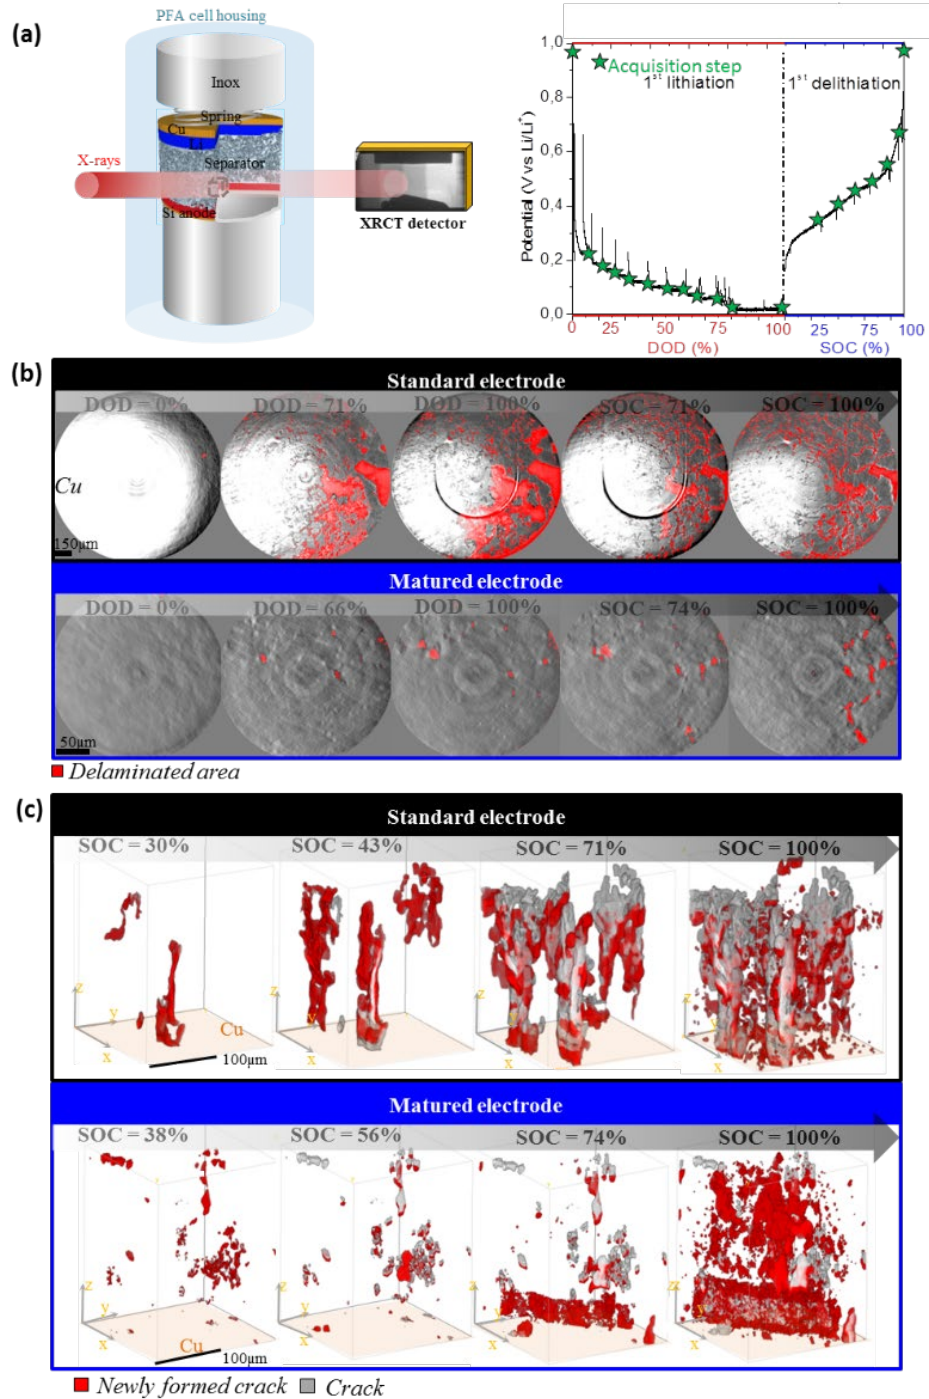 (a)
PFA cell housing
Inox
Spring
Cu
Li
Separator
X-rays
Si anode
XRCT detector
1,0
0,8
0,6
0,4
0,2
0,0
Potential (V vs Li/Li+)
Acquisition step
1st lithiation
1st delithiation
0 25 50 75 100
25 75 100
DOD (%)
SOC (%)
(b)
Standard electrode
DOD = 0% DOD = 71% DOD = 100% SOC = 71% SOC = 100%
Cu
150µm
Matured electrode
DOD = 0% DOD = 66% DOD = 100% SOC = 74% SOC = 100%
50µm
Delaminated area
(c)
Standard electrode
SOC = 30% SOC = 43% SOC = 71% SOC = 100%
z y x z y x z y x z y x
Cu
100µm
Matured electrode
SOC = 38% SOC = 56% SOC = 74% SOC = 100%
z y x z y x z y x z y x
Cu
100µm
Newly formed crack Crack